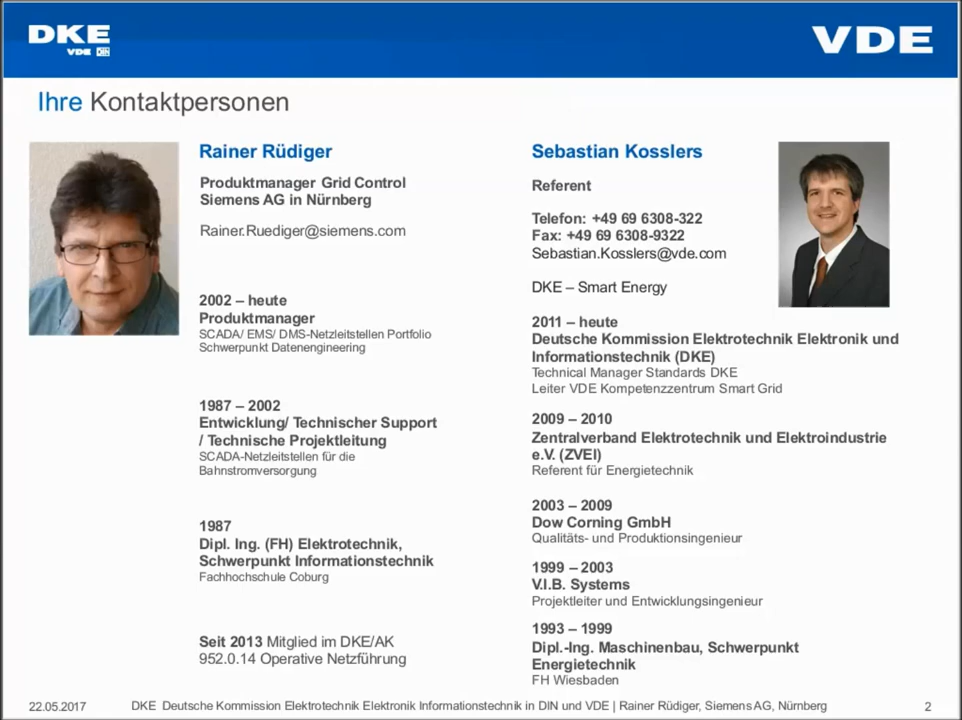 DKE
VDE DIN
VDE
Ihre Kontaktpersonen
Rainer Rüdiger
Produktmanager Grid Control
Siemens AG in Nürnberg
Rainer.Ruediger@siemens.com
2002 – heute
Produktmanager
SCADA/ EMS/ DMS-Netzleitstellen Portfolio
Schwerpunkt Datenengineering
1987 – 2002
Entwicklung/ Technischer Support
/ Technische Projektleitung
SCADA-Netzleitstellen für die
Bahnstromversorgung
1987
Dipl. Ing. (FH) Elektrotechnik,
Schwerpunkt Informationstechnik
Fachhochschule Coburg
Seit 2013 Mitglied im DKE/AK
952.0.14 Operative Netzführung
Sebastian Kosslers
Referent
Telefon: +49 69 6308-322
Fax: +49 69 6308-9322
Sebastian.Kosslers@vde.com
DKE – Smart Energy
2011 – heute
Deutsche Kommission Elektrotechnik Elektronik und
Informationstechnik (DKE)
Technical Manager Standards DKE
Leiter VDE Kompetenzzentrum Smart Grid
2009 – 2010
Zentralverband Elektrotechnik und Elektroindustrie
e.V. (ZVEI)
Referent für Energietechnik
2003 – 2009
Dow Corning GmbH
Qualitäts- und Produktionsingenieur
1999 – 2003
V.I.B. Systems
Projektleiter und Entwicklungsingenieur
1993 – 1999
Dipl.-Ing. Maschinenbau, Schwerpunkt
Energietechnik
FH Wiesbaden
22.05.2017 DKE Deutsche Kommission Elektrotechnik Elektronik Informationstechnik in DIN und VDE | Rainer Rüdiger, Siemens AG, Nürnberg 2